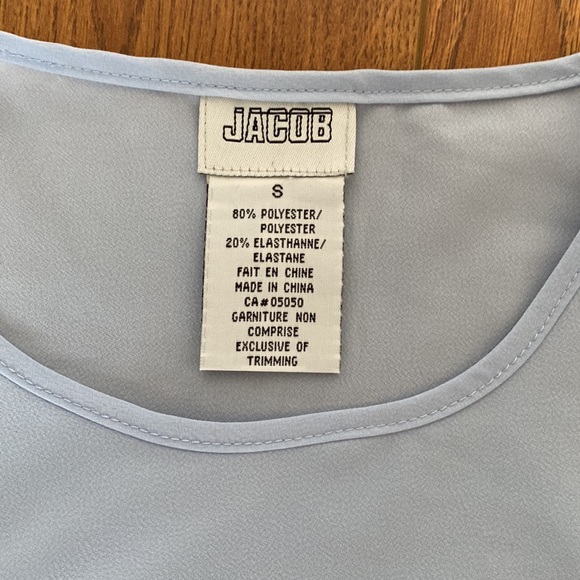 JACOB
S
80% POLYESTER/
POLYESTER
20% ELASTHANNE/
ELASTANE
FAIT EN CHINE
MADE IN CHINA
CA#05050
GARNITURE NON
COMPRISE
EXCLUSIVE OF
TRIMMING